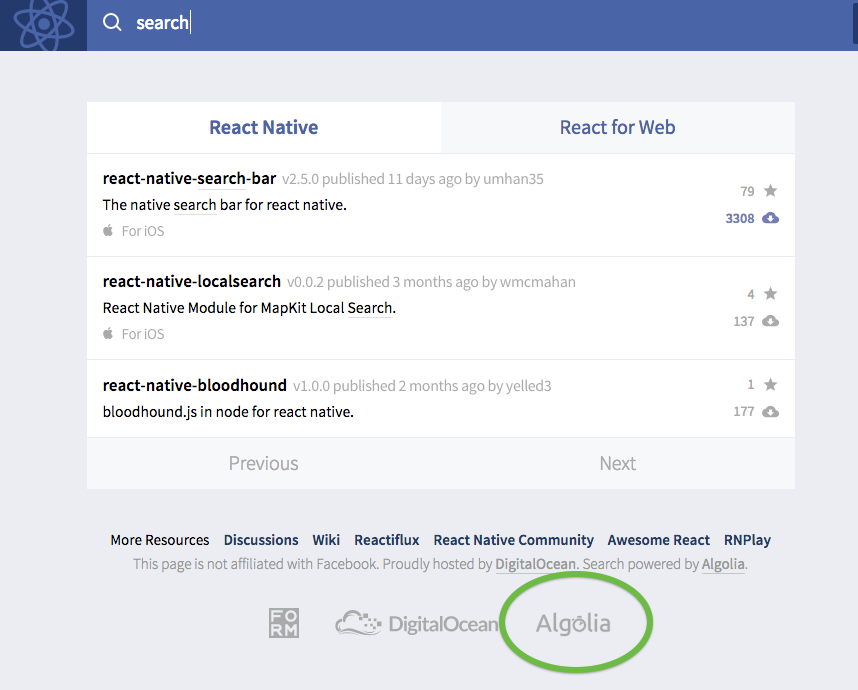 search
React Native React for Web
react-native-search-bar v2.5.0 published 11 days ago by umhan35
79
The native search bar for react native.
3308
For iOS
react-native-localsearch v0.0.2 published 3 months ago by wmcmahan
4
React Native Module for MapKit Local Search.
137
For iOS
react-native-bloodhound v1.0.0 published 2 months ago by yelled3
1
bloodhound.js in node for react native.
177
Previous Next
More Resources Discussions Wiki Reactiflux React Native Community Awesome React RNPlay
This page is not affiliated with Facebook. Proudly hosted by DigitalOcean. Search powered by Algolia.
FORM DigitalOcean Algolia